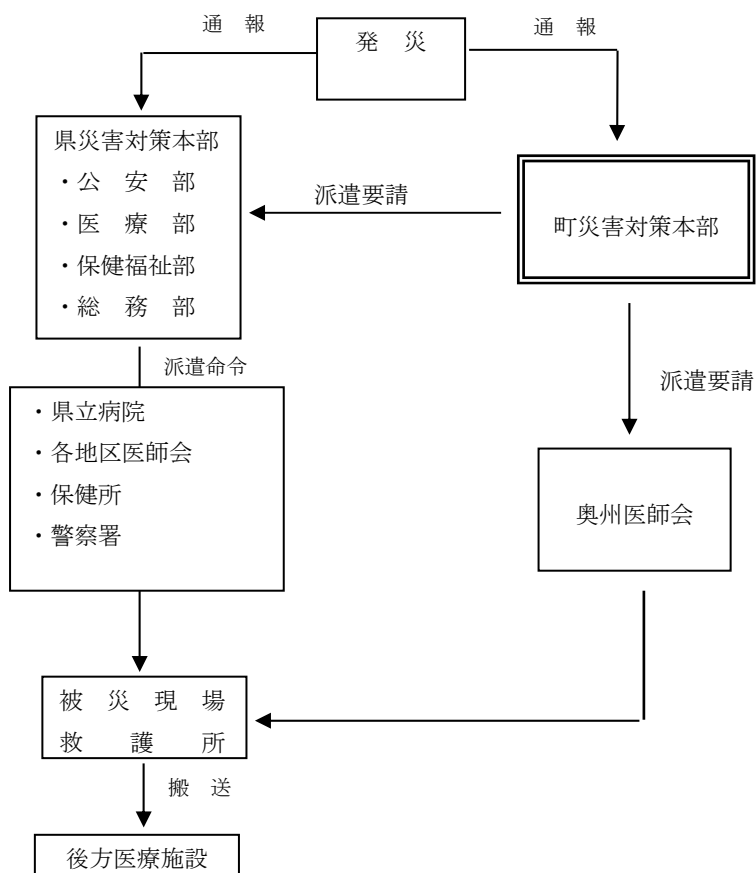 通　報
発　災
通　報
県災害対策本部
・公　安　部
・医　療　部
・保健福祉部
・総　務　部
派遣要請
町災害対策本部
派遣命令
派遣要請
・県立病院
・各地区医師会
・保健所
・警察署
奥州医師会
被　災　現　場
救　　護　　所
搬　送
後方医療施設